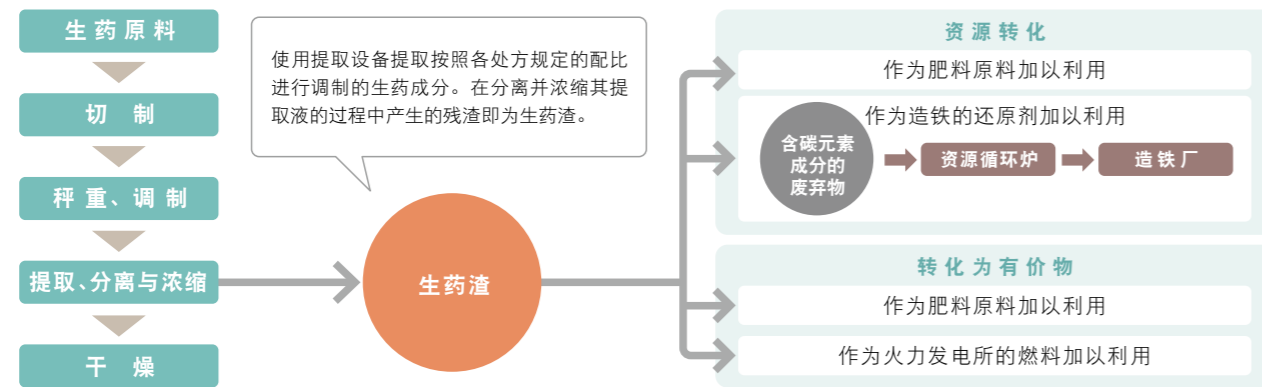 生药原料
切 制
秤重、调制
提取、分离与浓缩
干 燥
使用提取设备提取按照各处方规定的配比
进行调制的生药成分。在分离并浓缩其提
取液的过程中产生的残渣即为生药渣。
生药渣
资源转化
作为肥料原料加以利用
作为造铁的还原剂加以利用
含碳元素
成分的
废弃物
资源循环炉
造铁厂
转化为有价物
作为肥料原料加以利用
作为火力发电所的燃料加以利用